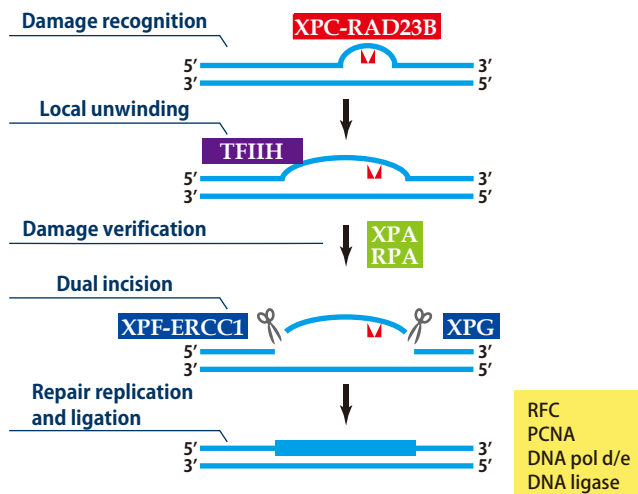 Damage recognition
XPC-RAD23B
5′ 3′
3′ 5′
Local unwinding
TFIIH
5′ 3′
3′ 5′
Damage verification
XPA
RPA
Dual incision
XPF-ERCC1 XPG
5′ 3′
3′ 5′
Repair replication
and ligation
5′ 3′
3′ 5′
RFC
PCNA
DNA pol d/e
DNA ligase